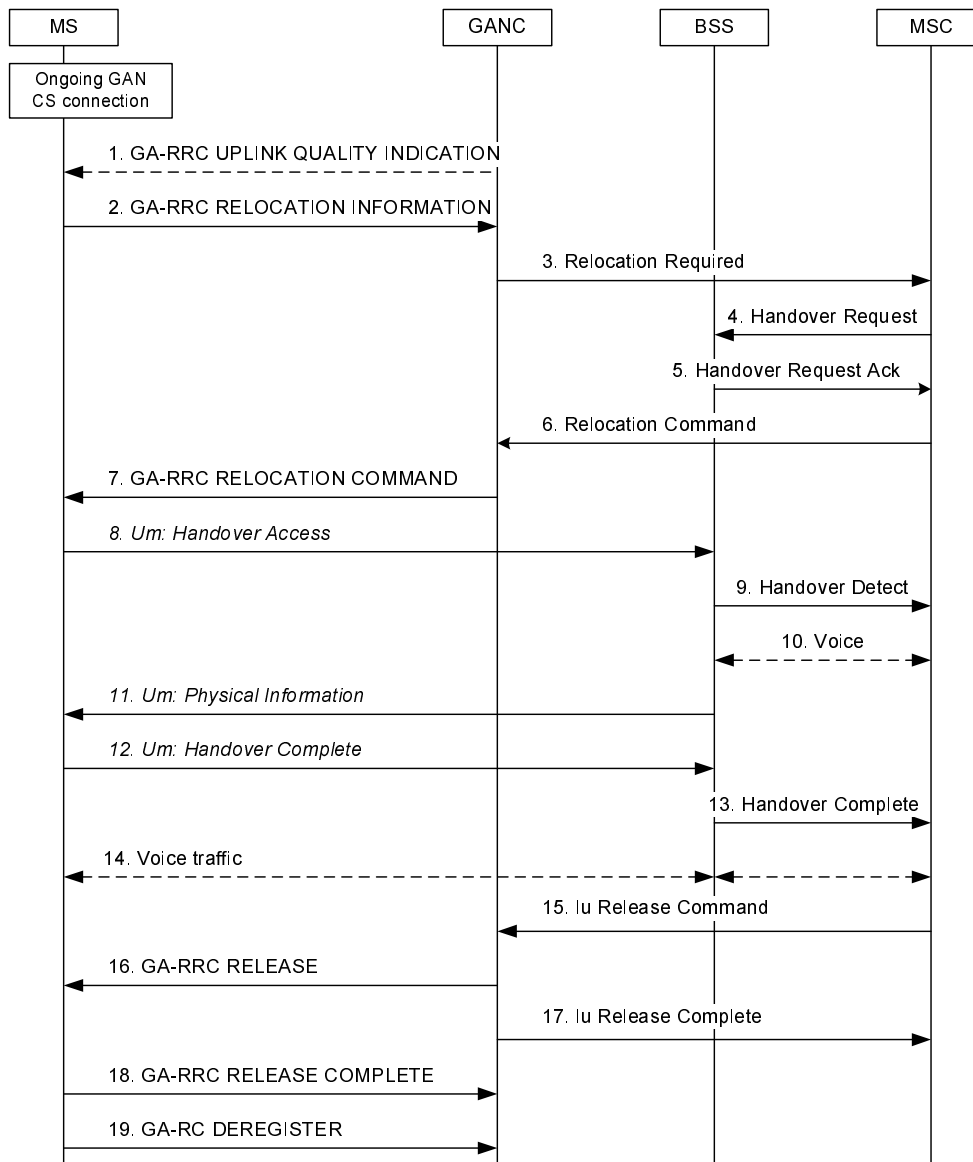 MS
GANC
BSS
MSC
Ongoing GAN
CS connection
1. GA-RRC UPLINK QUALITY INDICATION
2. GA-RRC RELOCATION INFORMATION
3. Relocation Required
4. Handover Request
5. Handover Request Ack
6. Relocation Command
7. GA-RRC RELOCATION COMMAND
8. Um: Handover Access
9. Handover Detect
10. Voice
11. Um: Physical Information
12. Um: Handover Complete
13. Handover Complete
14. Voice traffic
15. Iu Release Command
16. GA-RRC RELEASE
17. Iu Release Complete
18. GA-RRC RELEASE COMPLETE
19. GA-RC DEREGISTER